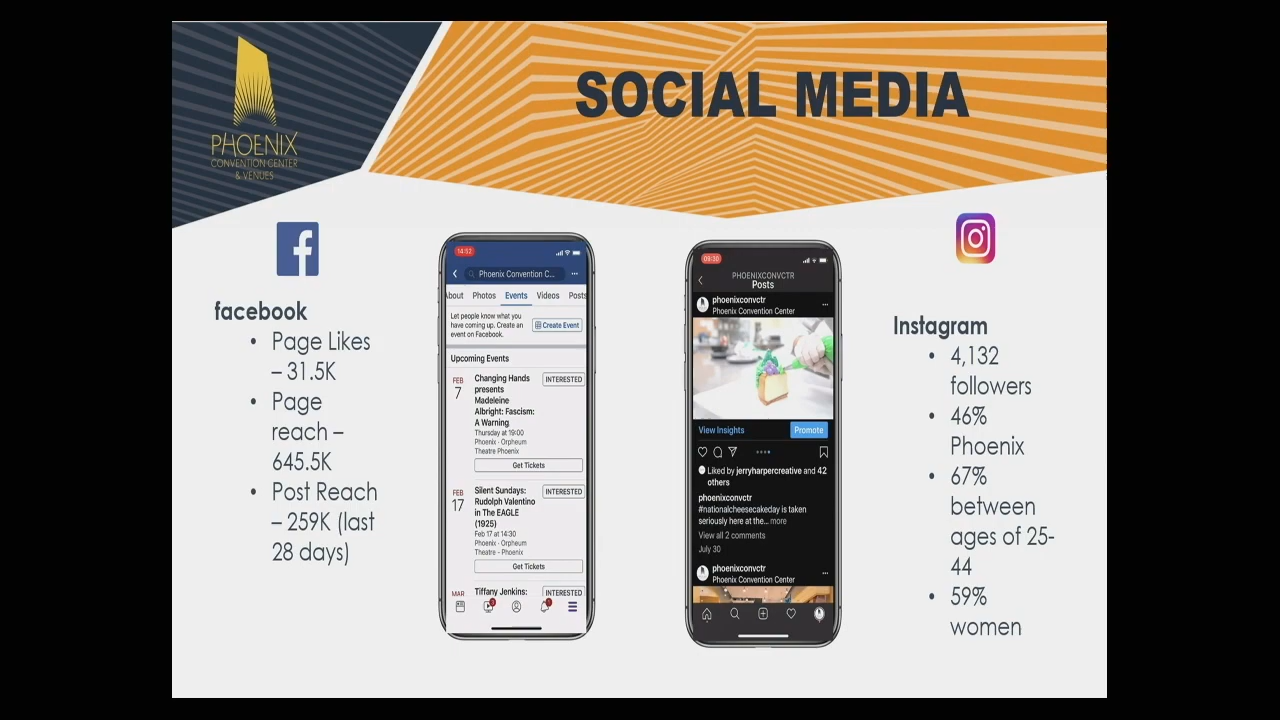 PHOENIX
CONVENTION CENTER
& VENUES
SOCIAL MEDIA
facebook
• Page Likes
– 31.5K
• Page
reach –
645.5K
• Post Reach
– 259K (last
28 days)
14:52
Phoenix Convention C...
About Photos Events Videos Posts
Let people know what you
have coming up. Create an
event on Facebook.
Create Event
Upcoming Events
FEB
7
Changing Hands
presents
Madeleine
Albright: Fascism:
A Warning
Thursday at 19:00
Phoenix - Orpheum
Theatre Phoenix
INTERESTED
Get Tickets
FEB
17
Silent Sundays:
Rudolph Valentino
in The EAGLE
(1925)
Feb 17 at 14:30
Phoenix - Orpheum
Theatre - Phoenix
INTERESTED
Get Tickets
MAR
Tiffany Jenkins:
INTERESTED
09:30
PHOENIXCONVCTR
Posts
phoenixconvctr
Phoenix Convention Center
View Insights
Promote
Liked by jerryharpercreative and 42
others
phoenixconvctr
#nationalcheesecakeday is taken
seriously here at the... more
View all 2 comments
July 30
phoenixconvctr
Phoenix Convention Center
Instagram
• 4,132
followers
• 46%
Phoenix
• 67%
between
ages of 25-
44
• 59%
women